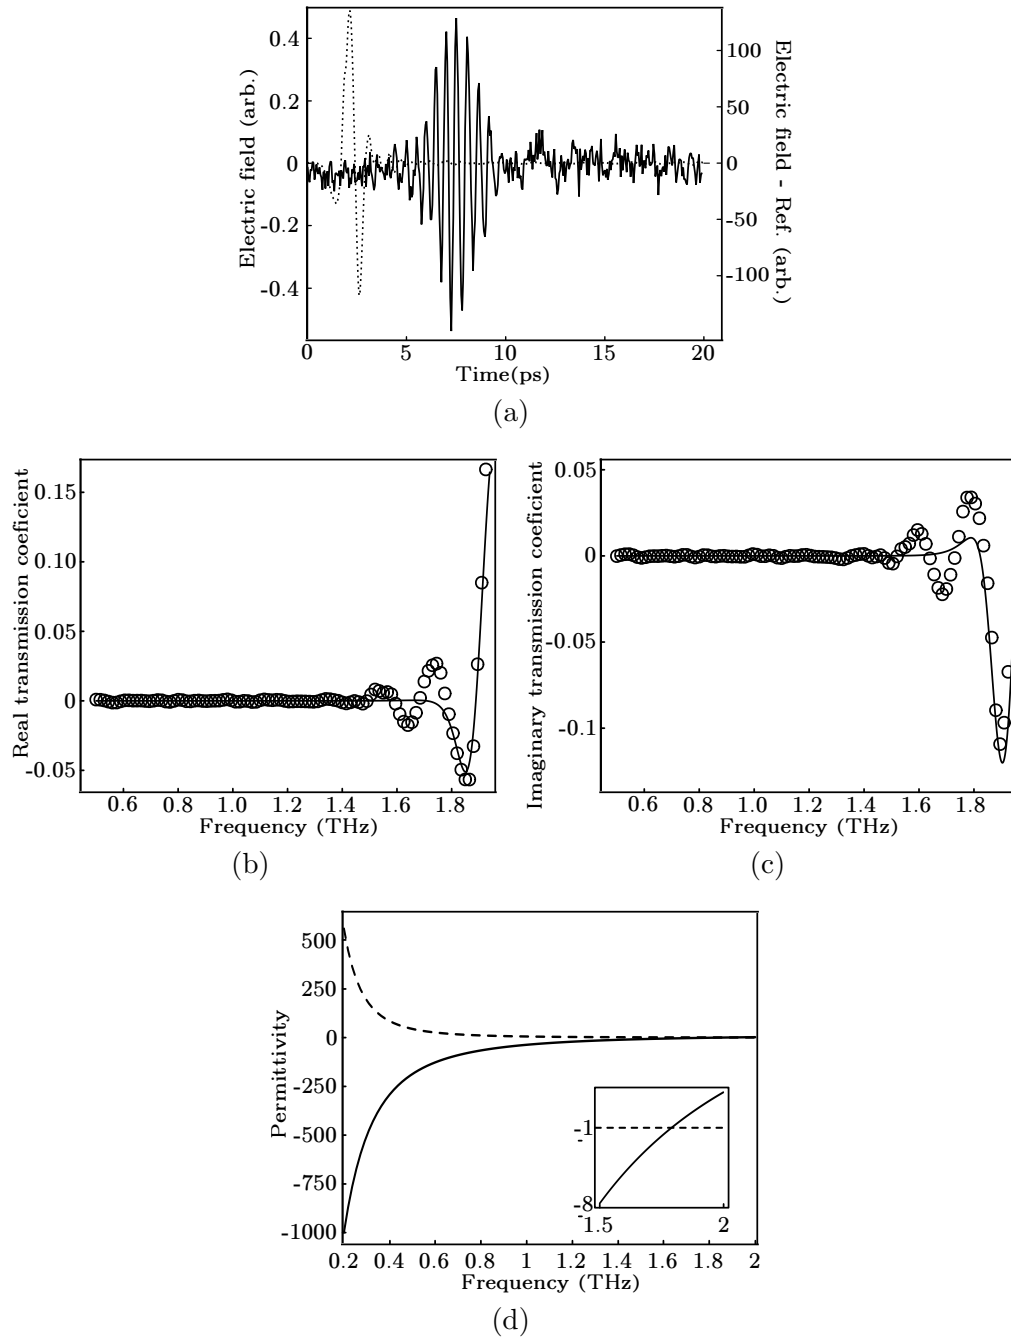 0.4
0.2
0
-0.2
-0.4
Electric field (arb.)
100
50
0
-50
-100
Electric field - Ref. (arb.)
0 5 10 15 20
Time(ps)
(a)
0.15
0.10
0.05
0
-0.05
Real transmission coeficient
0.6 0.8 1.0 1.2 1.4 1.6 1.8
Frequency (THz)
(b)
0.05
0
-0.05
-0.1
Imaginary transmission coeficient
0.6 0.8 1.0 1.2 1.4 1.6 1.8
Frequency (THz)
(c)
500
250
0
-250
-500
-750
-1000
Permittivity
-1
-8
1.5 2
0.2 0.4 0.6 0.8 1 1.2 1.4 1.6 1.8 2
Frequency (THz)
(d)